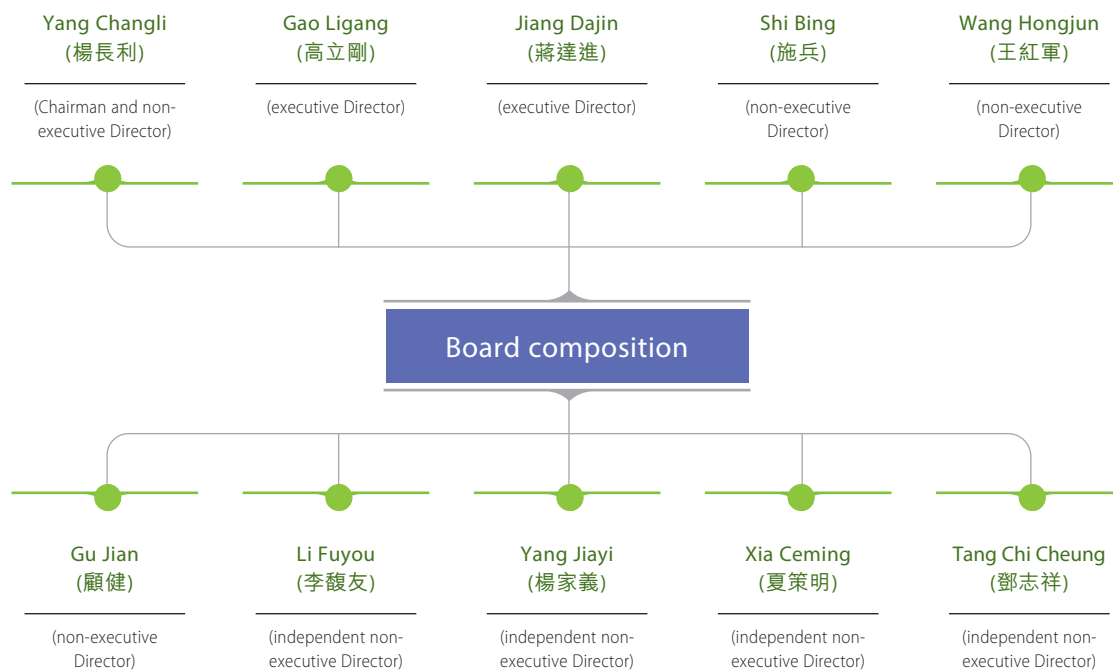 Yang Changli
(楊長利)
(Chairman and non-
executive Director)
Gao Ligang
(高立剛)
(executive Director)
Jiang Dajin
(蔣達進)
(executive Director)
Shi Bing
(施兵)
(non-executive
Director)
Wang Hongjun
(王紅軍)
(non-executive
Director)
Board composition
Gu Jian
(顧健)
(non-executive
Director)
Li Fuyou
(李馥友)
(independent non-
executive Director)
Yang Jiayi
(楊家義)
(independent non-
executive Director)
Xia Ceming
(夏策明)
(independent non-
executive Director)
Tang Chi Cheung
(鄧志祥)
(independent non-
executive Director)